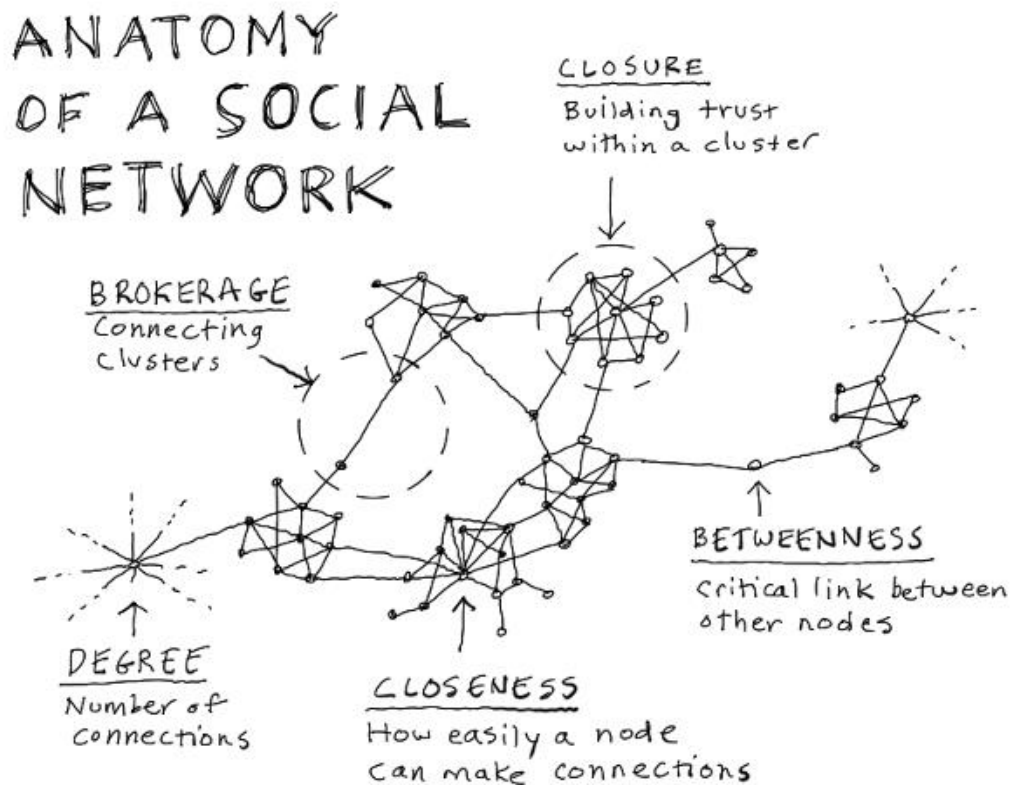 ANATOMY
OF A SOCIAL
NETWORK
CLOSURE
Building trust
within a cluster
BROKERAGE
Connecting
clusters
BETWEENNESS
Critical link between
other nodes
DEGREE
Number of
connections
CLOSENESS
How easily a node
can make connections